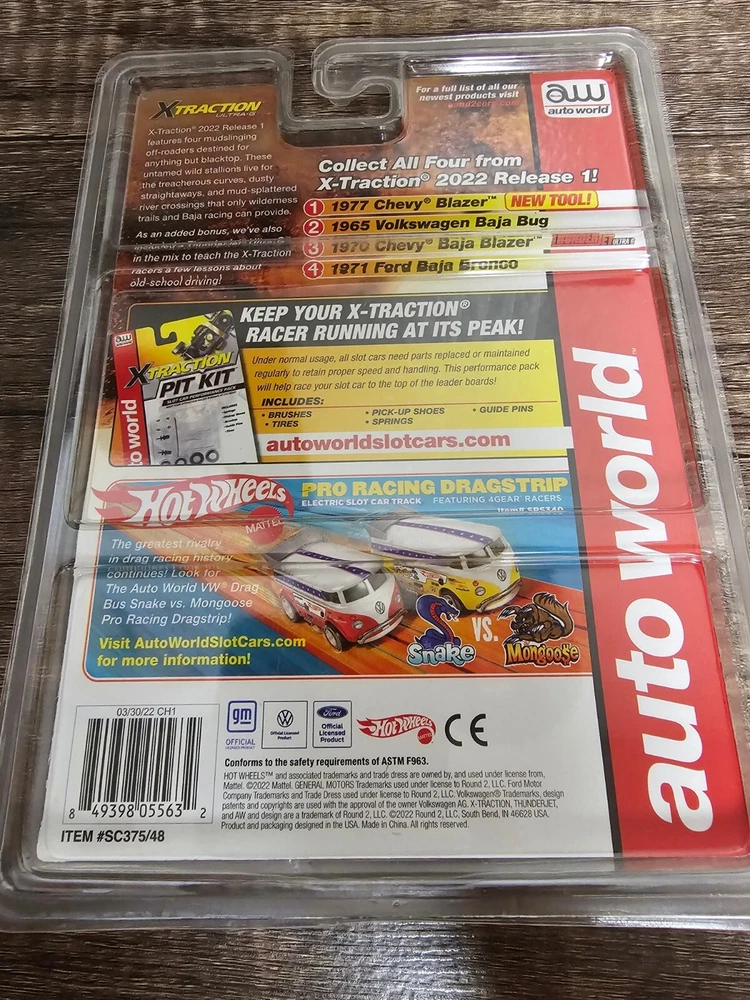 XTRACTION
ULTRA-G
X-Traction® 2022 Release 1
features four mudslinging
off-roaders destined for
anything but blacktop. These
untamed wild stallions live for
the treacherous curves, dusty
straightaways, and mud-splattered
river crossings that only wilderness
trails and Baja racing can provide.
As an added bonus, we've also
in the mix to teach the X-Traction
racers a few lessons about
old-school driving!
For a full list of all our
newest products visit
aw
auto world
Collect All Four from
X-Traction® 2022 Release 1!
1 1977 Chevy® Blazer™ NEW TOOL!
2 1965 Volkswagen Baja Bug
3 1970 Chevy® Baja Blazer™ THUNDERJET ULTRA G
4 1971 Ford Baja Bronco
KEEP YOUR X-TRACTION®
RACER RUNNING AT ITS PEAK!
Under normal usage, all slot cars need parts replaced or maintained
regularly to retain proper speed and handling. This performance pack
will help race your slot car to the top of the leader boards!
INCLUDES:
• BRUSHES • PICK-UP SHOES • GUIDE PINS
• TIRES • SPRINGS
autoworldslotcars.com
aw
XTRACTION
PIT KIT
SLOT CAR PERFORMANCE PACK
to world
HOT WHEELS
MATTEL
PRO RACING DRAGSTRIP
ELECTRIC SLOT CAR TRACK FEATURING 4GEAR RACERS
Item# SRS340
The greatest rivalry
in drag racing history
continues! Look for
The Auto World VW® Drag
Bus Snake vs. Mongoose
Pro Racing Dragstrip!
Visit AutoWorldSlotCars.com
for more information!
Snake VS. Mongoo$e
auto world™
03/30/22 CH1
8 49398 05563 2
ITEM #SC375/48
gm
OFFICIAL
LICENSED PRODUCT
Official Licensed
Product
Ford
Official
Licensed
Product
HOT WHEELS
MATTEL
CE
Conforms to the safety requirements of ASTM F963.
HOT WHEELS™ and associated trademarks and trade dress are owned by, and used under license from,
Mattel. ©2022 Mattel. GENERAL MOTORS Trademarks used under license to Round 2, LLC. Ford Motor
Company Trademarks and Trade Dress used under license to Round 2, LLC. Volkswagen® Trademarks, design
patents and copyrights are used with the approval of the owner Volkswagen AG. X-TRACTION, THUNDERJET,
and AW and design are a trademark of Round 2, LLC. ©2022 Round 2, LLC, South Bend, IN 46628 USA.
Product and packaging designed in the USA. Made in China. All rights reserved.